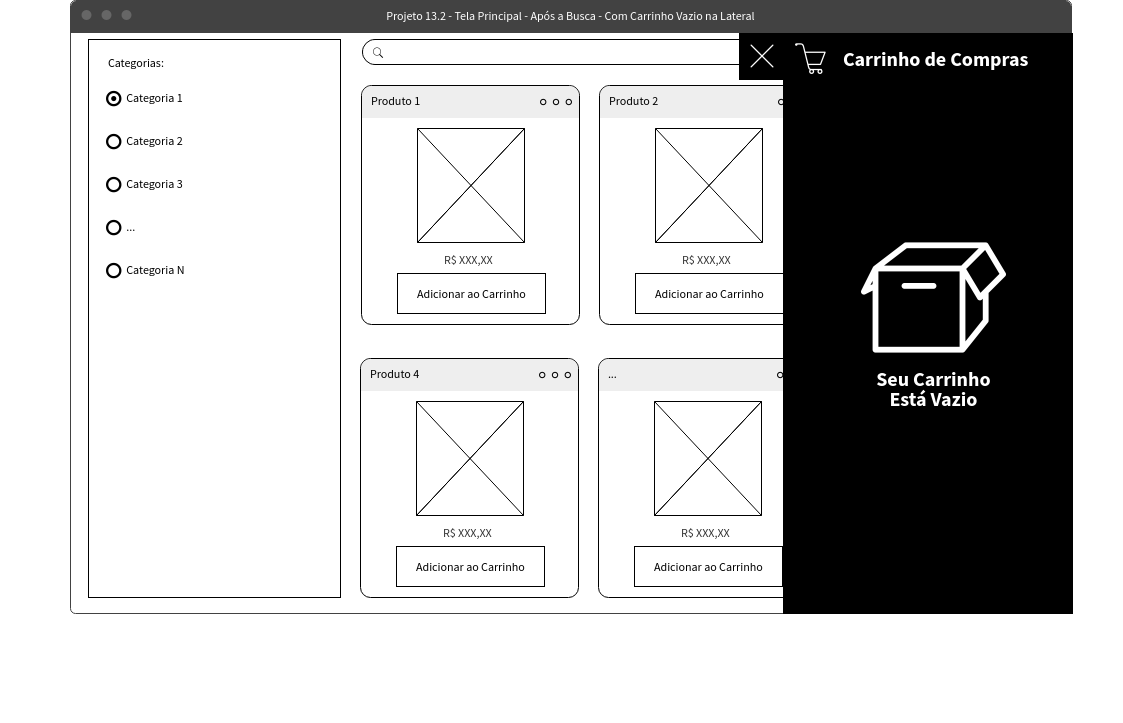 Projeto 13.2 - Tela Principal - Após a Busca - Com Carrinho Vazio na Lateral
Categorias:
Categoria 1
Categoria 2
Categoria 3
...
Categoria N
Produto 1
R$ XXX,XX
Adicionar ao Carrinho
Produto 2
R$ XXX,XX
Adicionar ao Carrinho
Produto 4
R$ XXX,XX
Adicionar ao Carrinho
...
R$ XXX,XX
Adicionar ao Carrinho
Carrinho de Compras
Seu Carrinho
Está Vazio